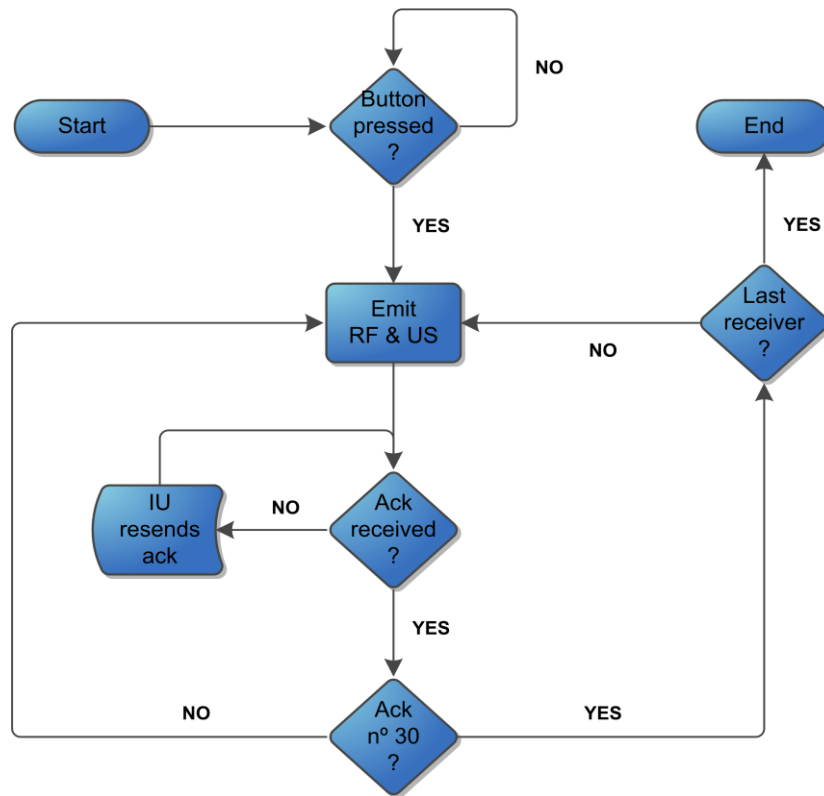 NO
Start
Button
pressed
?
End
YES
YES
Emit
RF & US
Last
receiver
?
NO
IU
resends
ack
NO
Ack
received
?
YES
NO
Ack
nº 30
?
YES